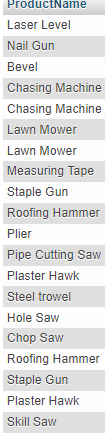 ProductName
Laser Level
Nail Gun
Bevel
Chasing Machine
Chasing Machine
Lawn Mower
Lawn Mower
Measuring Tape
Staple Gun
Roofing Hammer
Plier
Pipe Cutting Saw
Plaster Hawk
Steel trowel
Hole Saw
Chop Saw
Roofing Hammer
Staple Gun
Plaster Hawk
Skill Saw